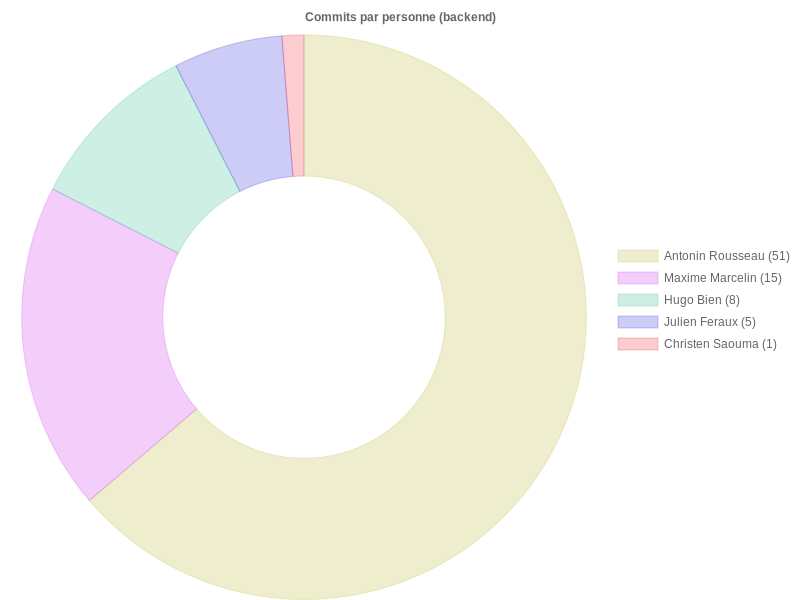 Commits par personne (backend)
Antonin Rousseau (51)
Maxime Marcelin (15)
Hugo Bien (8)
Julien Feraux (5)
Christen Saouma (1)